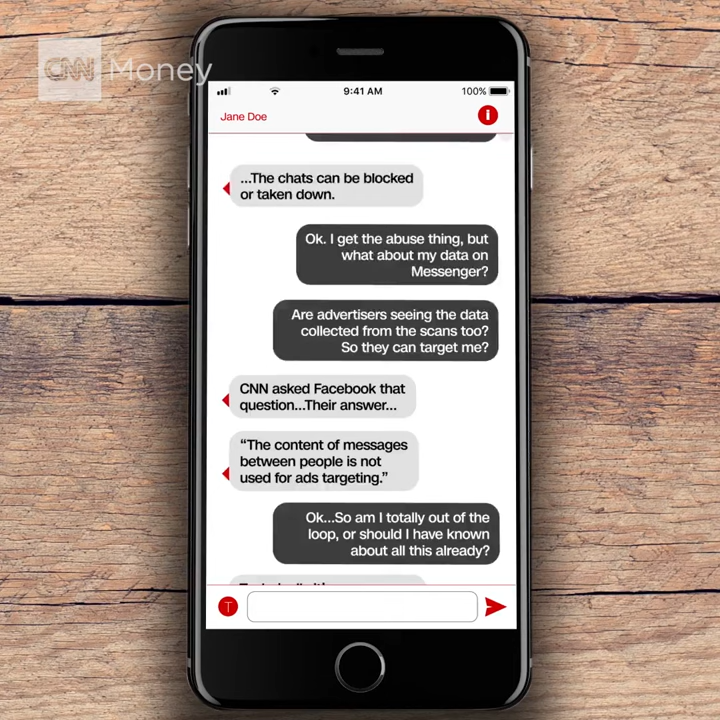 CNN Money
9:41 AM
100%
Jane Doe
i
...The chats can be blocked
or taken down.
Ok. I get the abuse thing, but
what about my data on
Messenger?
Are advertisers seeing the data
collected from the scans too?
So they can target me?
CNN asked Facebook that
question...Their answer...
“The content of messages
between people is not
used for ads targeting.”
Ok...So am I totally out of the
loop, or should I have known
about all this already?
T